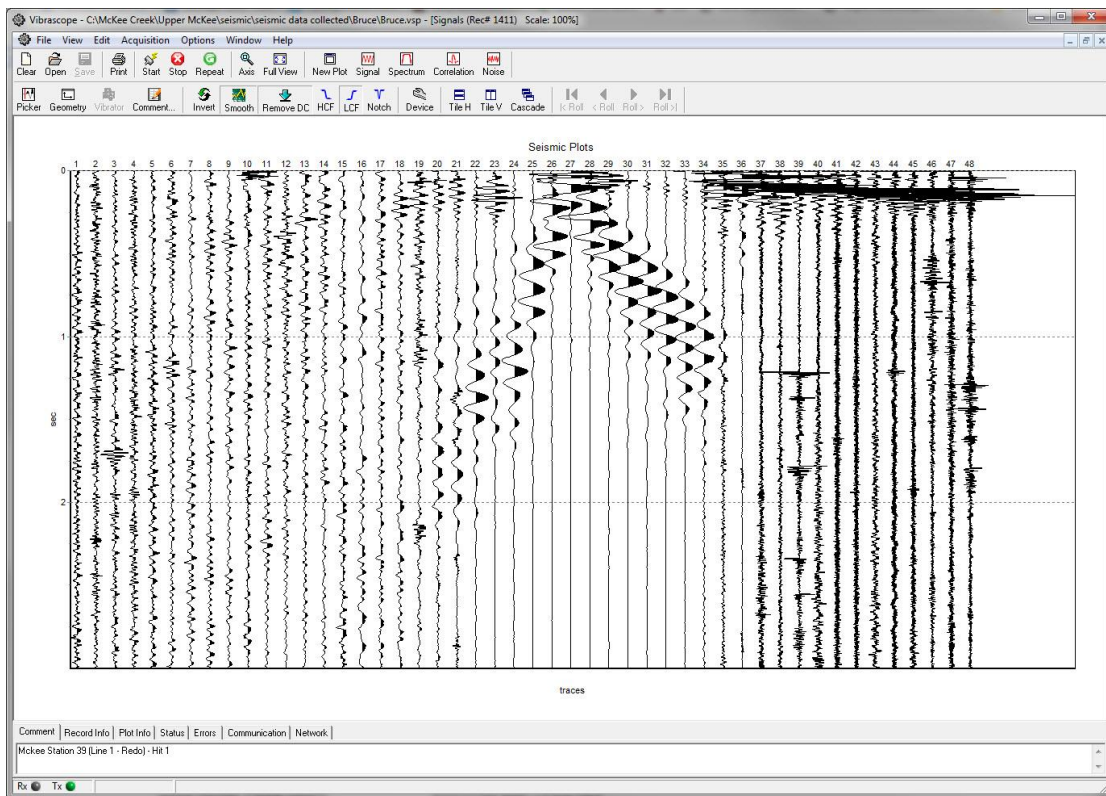 Vibrascope - C:\McKee Creek\Upper McKee\seismic\seismic data collected\Bruce\Bruce.vsp - [Signals (Rec# 1411) Scale: 100%]
File View Edit Acquisition Options Window Help
Clear Open Save Print Start Stop Repeat Axis Full View New Plot Signal Spectrum Correlation Noise
Picker Geometry Vibrator Comment... Invert Smooth Remove DC HCF LCF Notch Device Tile H Tile V Cascade |< Roll < Roll Roll > Roll >|
Seismic Plots
1 2 3 4 5 6 7 8 9 10 11 12 13 14 15 16 17 18 19 20 21 22 23 24 25 26 27 28 29 30 31 32 33 34 35 36 37 38 39 40 41 42 43 44 45 46 47 48
0
1
sec
2
traces
Comment Record Info Plot Info Status Errors Communication Network
Mckee Station 39 (Line 1 - Redo) - Hit 1
Rx Tx